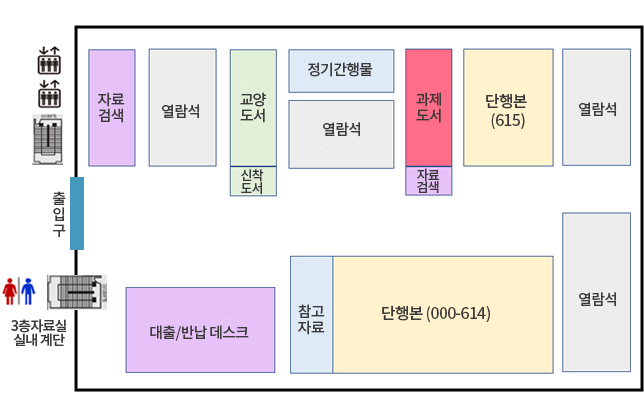 자료
검색
열람석
교양
도서
신착
도서
정기간행물
열람석
과제
도서
자료
검색
단행본
(615)
열람석
출
입
구
3층자료실
실내 계단
대출/반납 데스크
참고
자료
단행본 (000-614)
열람석